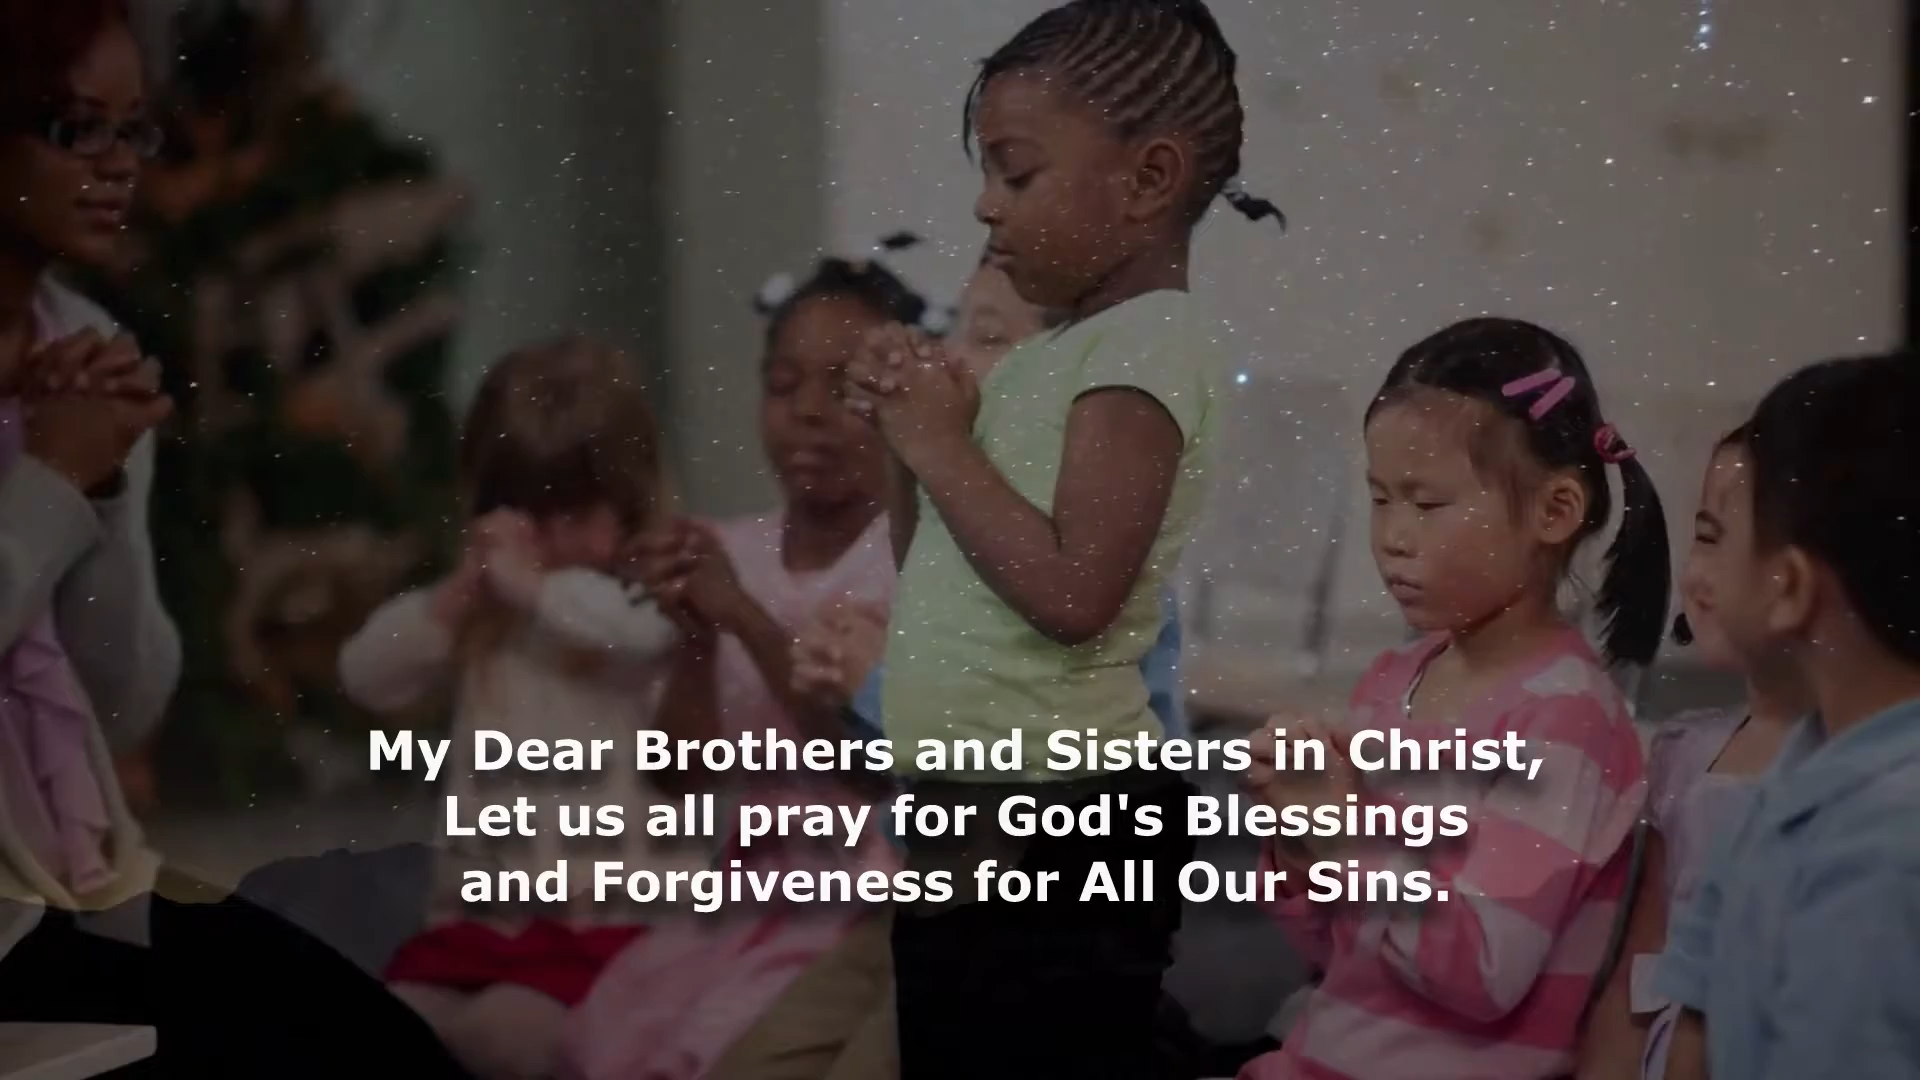 My Dear Brothers and Sisters in Christ,
Let us all pray for God's Blessings
and Forgiveness for All Our Sins.